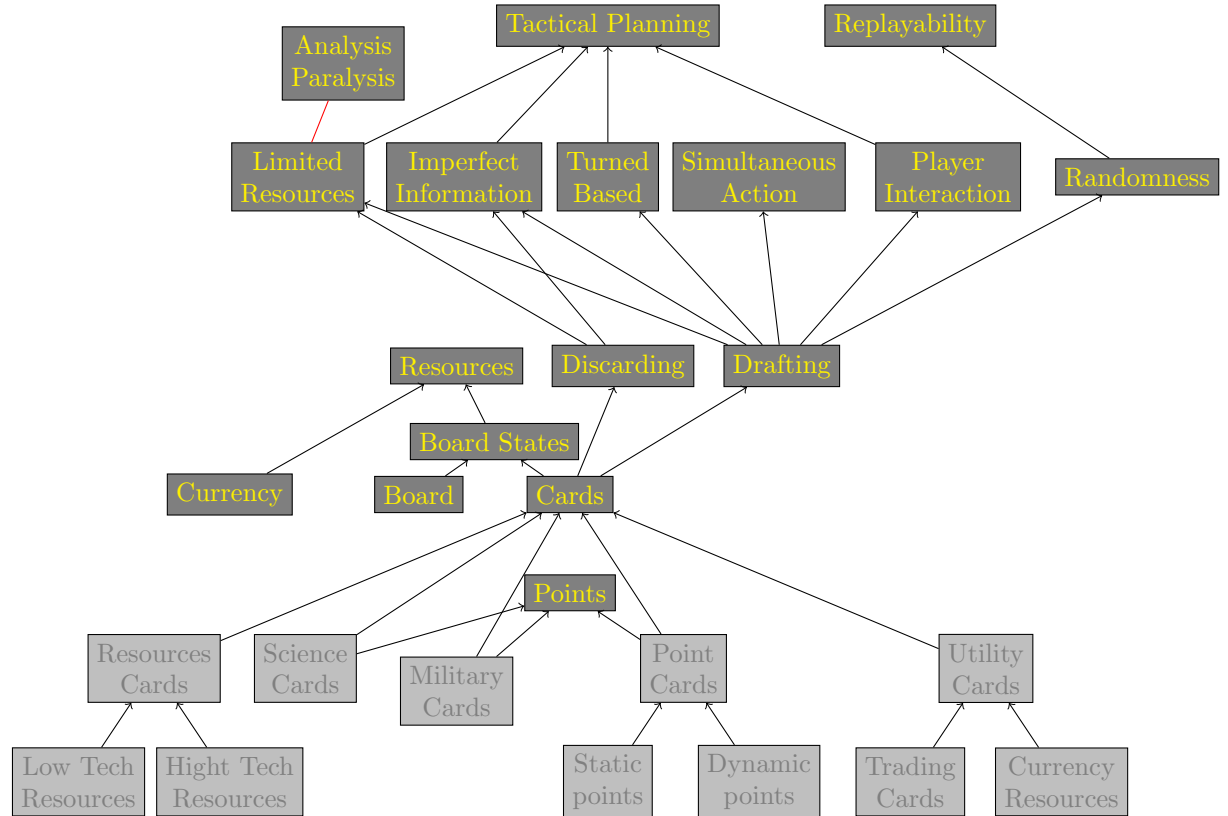 Tactical Planning
Replayability
Analysis
Paralysis
Limited
Resources
Imperfect
Information
Turned
Based
Simultaneous
Action
Player
Interaction
Randomness
Resources
Discarding
Drafting
Board States
Currency
Board
Cards
Points
Resources
Cards
Science
Cards
Military
Cards
Point
Cards
Utility
Cards
Low Tech
Resources
Hight Tech
Resources
Static
points
Dynamic
points
Trading
Cards
Currency
Resources